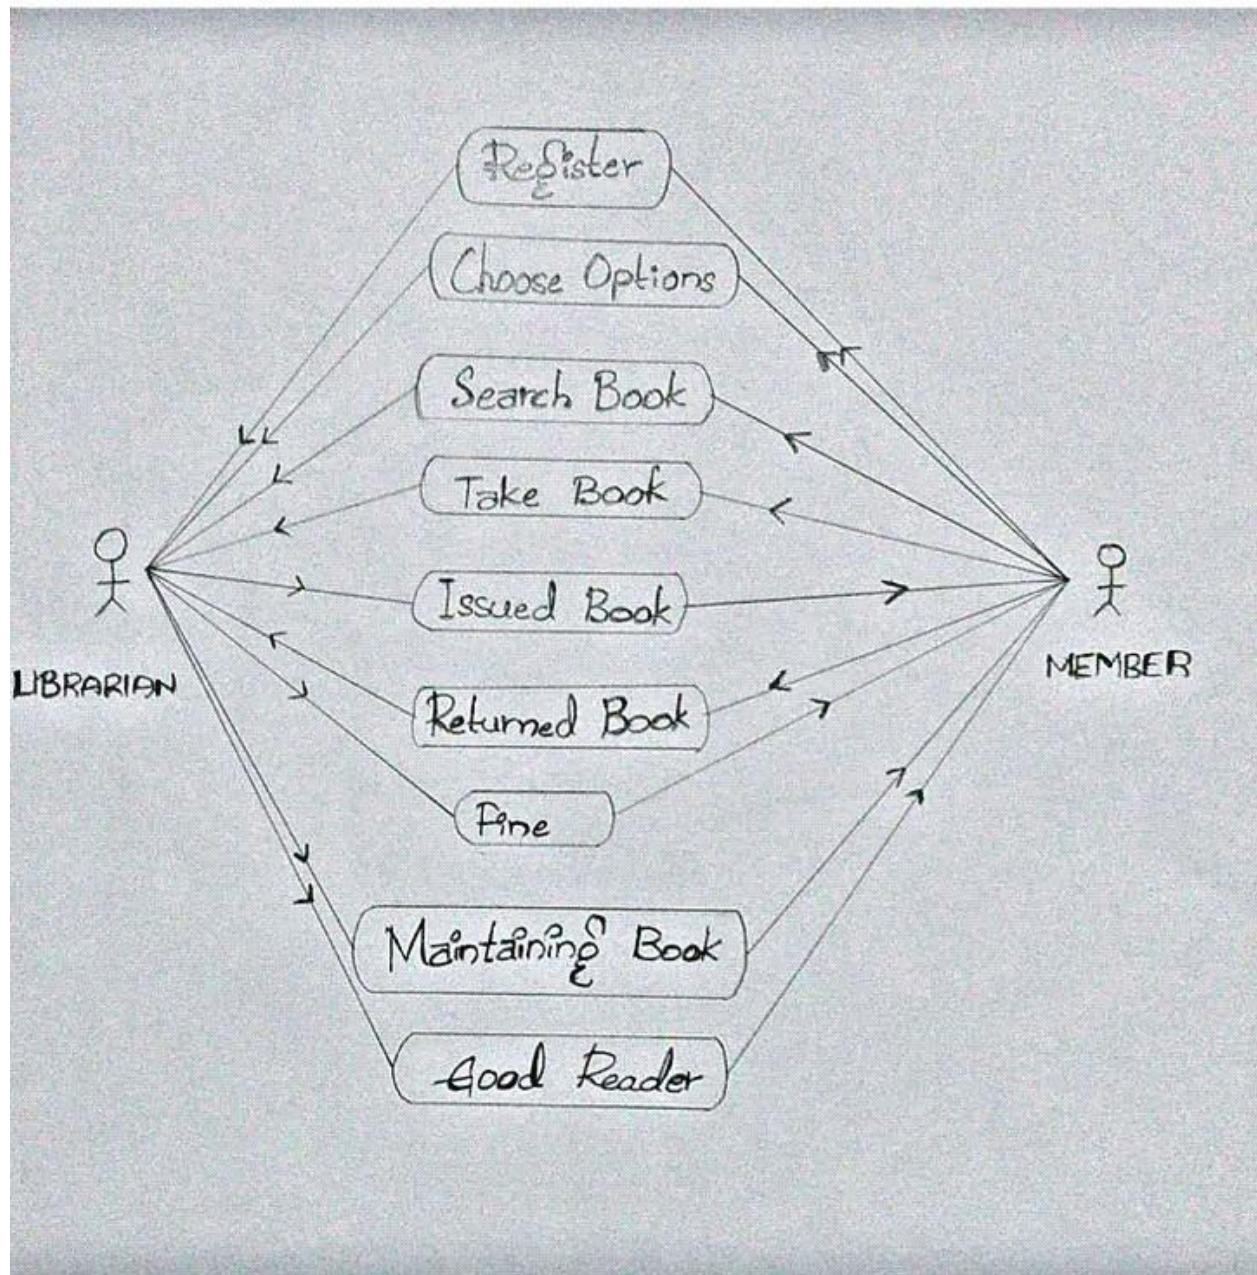 Register
Choose Options
Search Book
Take Book
Issued Book
LIBRARIAN
MEMBER
Returned Book
Fine
Maintaining Book
Good Reader